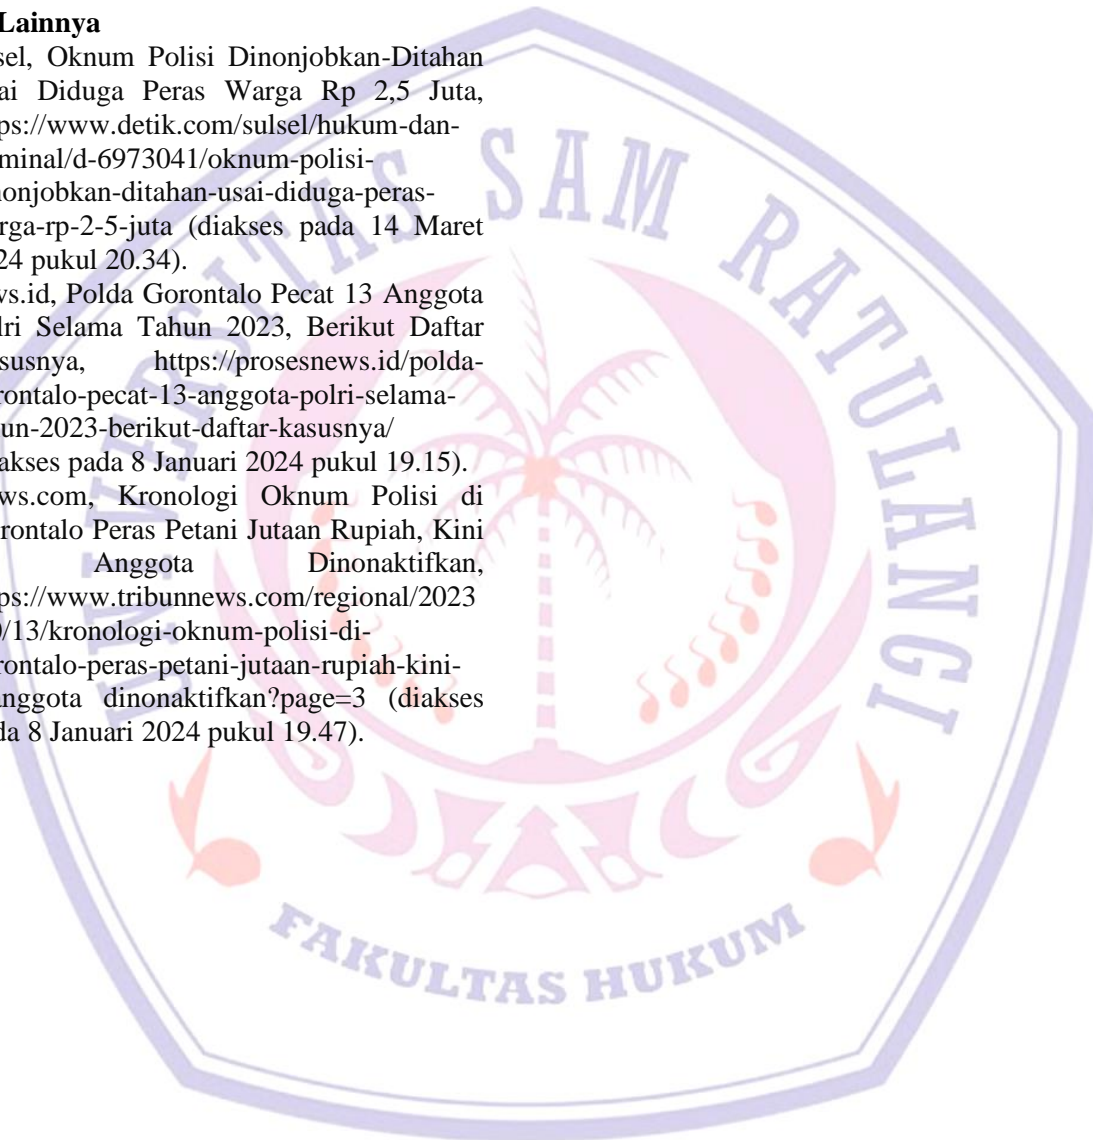 Lainnya
sel, Oknum Polisi Dinonjobkan-Ditahan
ai Diduga Peras Warga Rp 2,5 Juta,
ps://www.detik.com/sulsel/hukum-dan-
minal/d-6973041/oknum-polisi-
nonjobkan-ditahan-usai-diduga-peras-
rga-rp-2-5-juta (diakses pada 14 Maret
24 pukul 20.34).
ws.id, Polda Gorontalo Pecat 13 Anggota
lri Selama Tahun 2023, Berikut Daftar
susnya, https://prosesnews.id/polda-
rontalo-pecat-13-anggota-polri-selama-
un-2023-berikut-daftar-kasusnya/
akses pada 8 Januari 2024 pukul 19.15).
ws.com, Kronologi Oknum Polisi di
rontalo Peras Petani Jutaan Rupiah, Kini
Anggota Dinonaktifkan,
ps://www.tribunnews.com/regional/2023
0/13/kronologi-oknum-polisi-di-
rontalo-peras-petani-jutaan-rupiah-kini-
anggota dinonaktifkan?page=3 (diakses
da 8 Januari 2024 pukul 19.47).
UNIVERSITAS SAM RATULANGI
FAKULTAS HUKUM